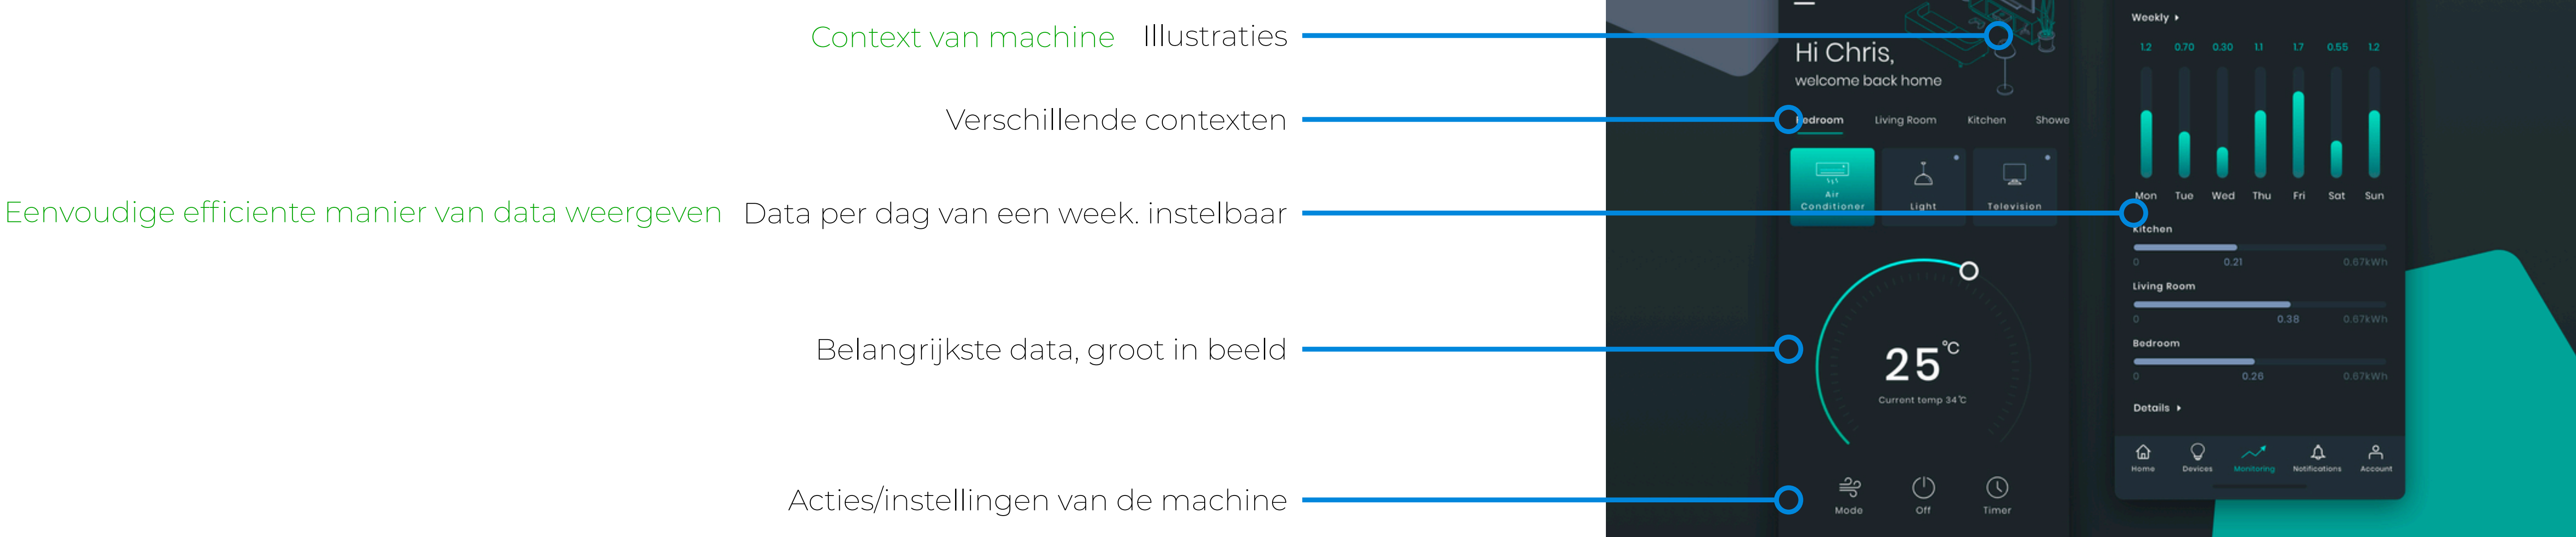 Context van machine Illustraties
Verschillende contexten
Eenvoudige efficiente manier van data weergeven Data per dag van een week. instelbaar
Belangrijkste data, groot in beeld
Acties/instellingen van de machine
Hi Chris,
welcome back home
Bedroom Living Room Kitchen Showe
Air Conditioner
Light
Television
25°C
Current temp 34°C
Mode Off Timer
Weekly
1.2 0.70 0.30 1.1 1.7 0.55 1.2
Mon Tue Wed Thu Fri Sat Sun
Kitchen
0 0.21 0.67kWh
Living Room
0 0.38 0.67kWh
Bedroom
0 0.26 0.67kWh
Details
Home Devices Monitoring Notifications Account